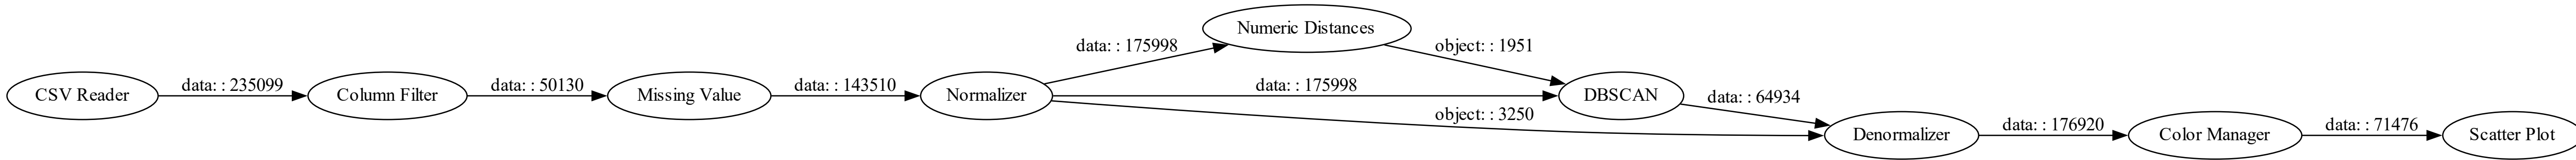 CSV Reader
data: : 235099
Column Filter
data: : 50130
Missing Value
data: : 143510
Normalizer
data: : 175998
Numeric Distances
object: : 1951
data: : 175998
DBSCAN
object: : 3250
data: : 64934
Denormalizer
data: : 176920
Color Manager
data: : 71476
Scatter Plot